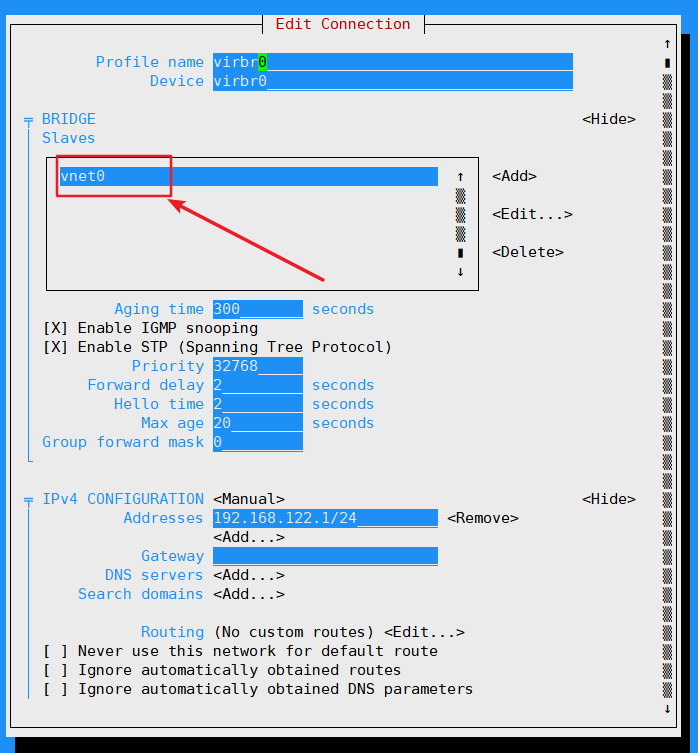 Edit Connection
Profile name virbr0
Device virbr0
BRIDGE <Hide>
Slaves
vnet0 <Add>
<Edit...>
<Delete>
Aging time 300 seconds
[X] Enable IGMP snooping
[X] Enable STP (Spanning Tree Protocol)
Priority 32768
Forward delay 2 seconds
Hello time 2 seconds
Max age 20 seconds
Group forward mask 0
IPv4 CONFIGURATION <Manual> <Hide>
Addresses 192.168.122.1/24 <Remove>
<Add...>
Gateway
DNS servers <Add...>
Search domains <Add...>
Routing (No custom routes) <Edit...>
[ ] Never use this network for default route
[ ] Ignore automatically obtained routes
[ ] Ignore automatically obtained DNS parameters